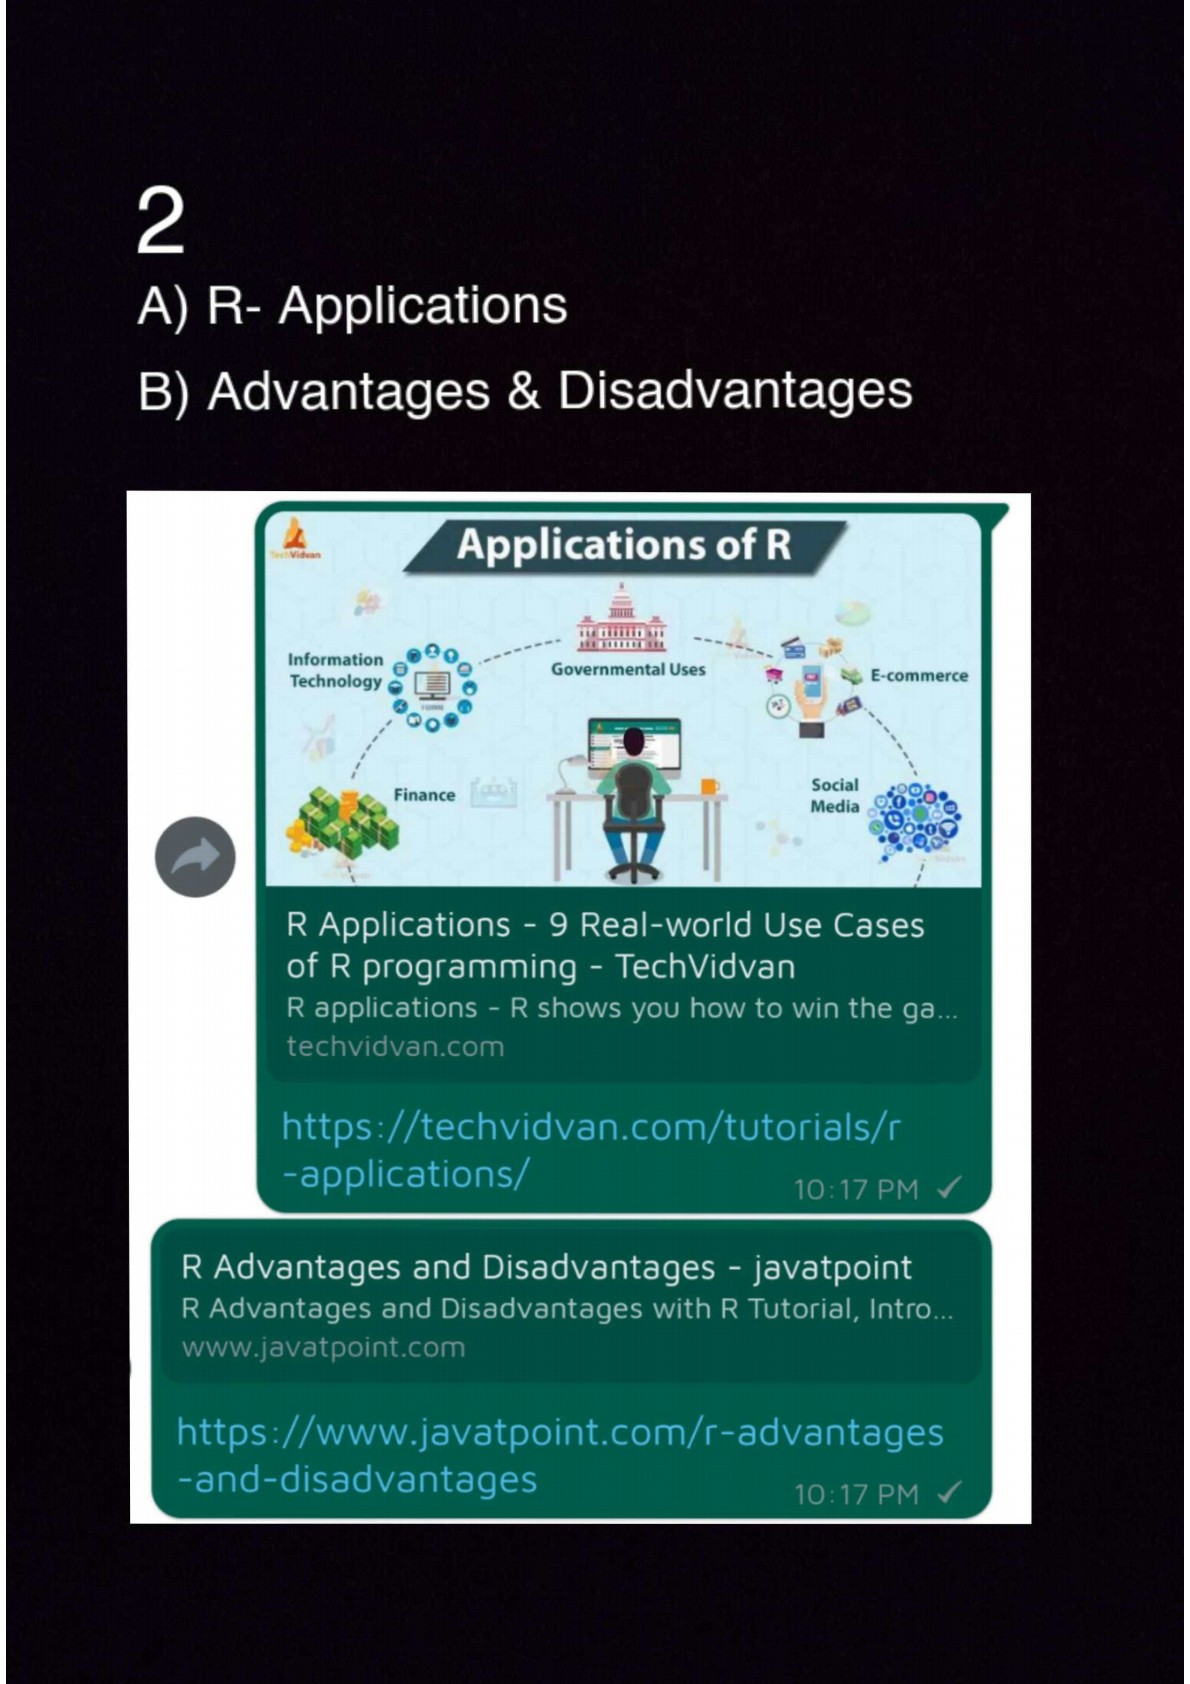 2
A) R- Applications
B) Advantages & Disadvantages
TechVidvan
Applications of R
Information
Technology
Governmental Uses
E-commerce
Finance
Social
Media
R Applications - 9 Real-world Use Cases
of R programming - TechVidvan
R applications - R shows you how to win the ga...
techvidvan.com
https://techvidvan.com/tutorials/r
-applications/
10:17 PM
R Advantages and Disadvantages - javatpoint
R Advantages and Disadvantages with R Tutorial, Intro...
www.javatpoint.com
https://www.javatpoint.com/r-advantages
-and-disadvantages
10:17 PM